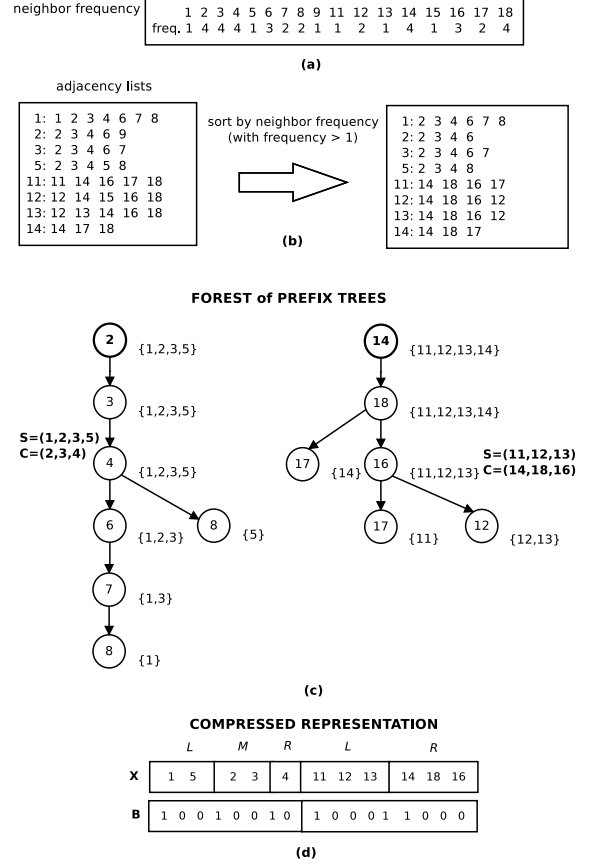 neighbor frequency
1 2 3 4 5 6 7 8 9 11 12 13 14 15 16 17 18
freq. 1 4 4 4 1 3 2 2 1 1 2 1 4 1 3 2 4
(a)
adjacency lists
1: 1 2 3 4 6 7 8
2: 2 3 4 6 9
3: 2 3 4 6 7
5: 2 3 4 5 8
11: 11 14 16 17 18
12: 12 14 15 16 18
13: 12 13 14 16 18
14: 14 17 18
sort by neighbor frequency
(with frequency > 1)
1: 2 3 4 6 7 8
2: 2 3 4 6
3: 2 3 4 6 7
5: 2 3 4 8
11: 14 18 16 17
12: 14 18 16 12
13: 14 18 16 12
14: 14 18 17
(b)
FOREST of PREFIX TREES
2 {1,2,3,5}
3 {1,2,3,5}
S=(1,2,3,5)
C=(2,3,4)
4 {1,2,3,5}
6 {1,2,3}
8 {5}
7 {1,3}
8 {1}
14 {11,12,13,14}
18 {11,12,13,14}
17 {14}
16 {11,12,13}
S=(11,12,13)
C=(14,18,16)
17 {11}
12 {12,13}
(c)
COMPRESSED REPRESENTATION
L M R L R
X 1 5 2 3 4 11 12 13 14 18 16
B 1 0 0 1 0 0 1 0 1 0 0 0 1 1 0 0 0
(d)